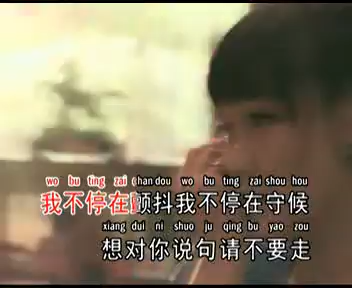 wo bu ting zai chan dou wo bu ting zai shou hou
我不停在颤抖我不停在守候
xiang dui ni shuo ju qing bu yao zou
想对你说句请不要走